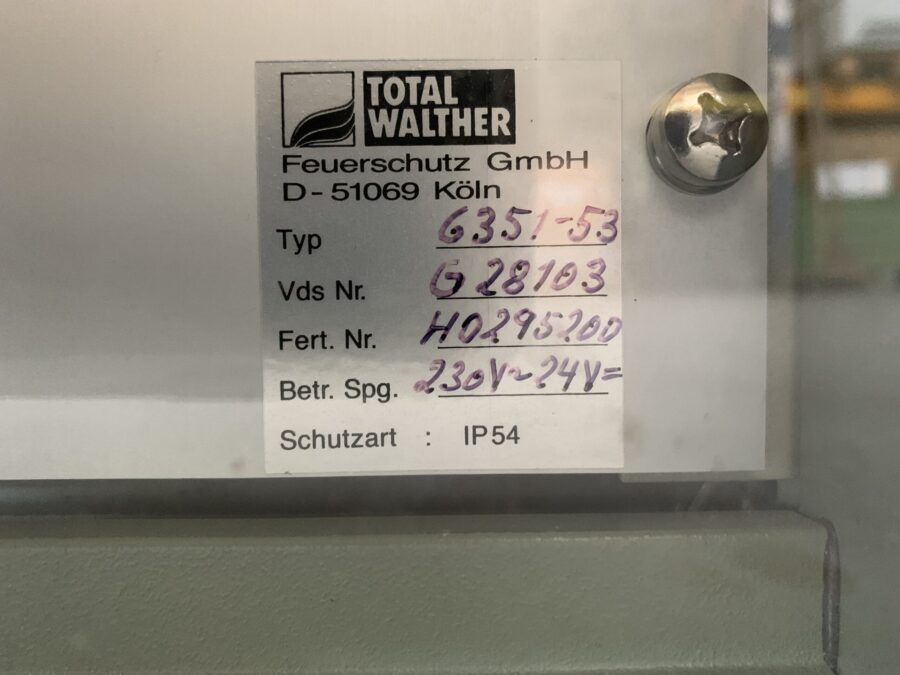 TOTAL
WALTHER
Feuerschutz GmbH
D-51069 Köln
Typ 6351-53
Vds Nr. G28103
Fert. Nr. H0295200
Betr. Spg. 230V~24V=
Schutzart : IP54